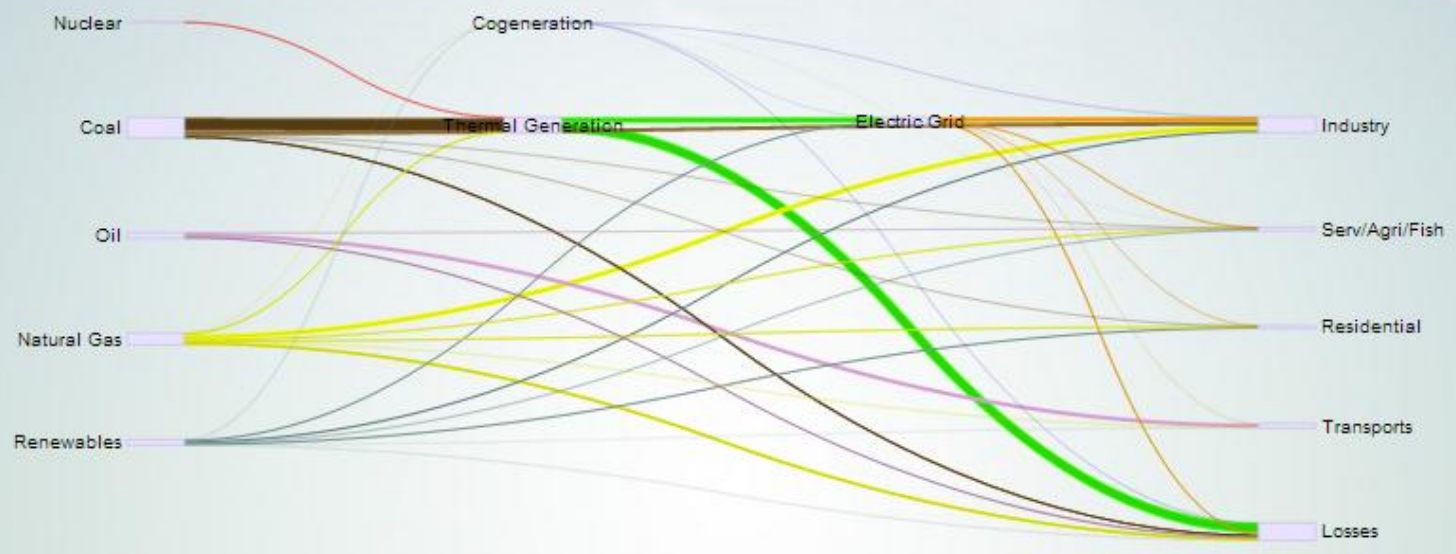 Nuclear
Cogeneration
Coal
Thermal Generation
Electric Grid
Industry
Oil
Serv/Agri/Fish
Natural Gas
Residential
Renewables
Transports
Losses